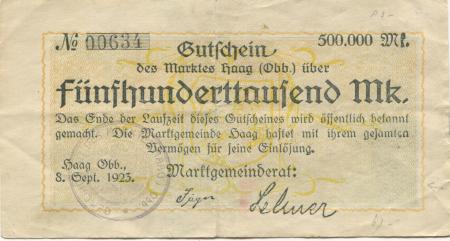 № 00634
500.000 Mk.
Gutschein
des Marktes Haag (Obb.) über
Fünfhunderttausend Mk.
Das Ende der Laufzeit dieses Gutscheines wird öffentlich bekannt
gemacht. Die Marktgemeinde Haag haftet mit ihrem gesamten
Vermögen für seine Einlösung.
Haag Obb.,
8. Sept. 1923.
Marktgemeinderat: